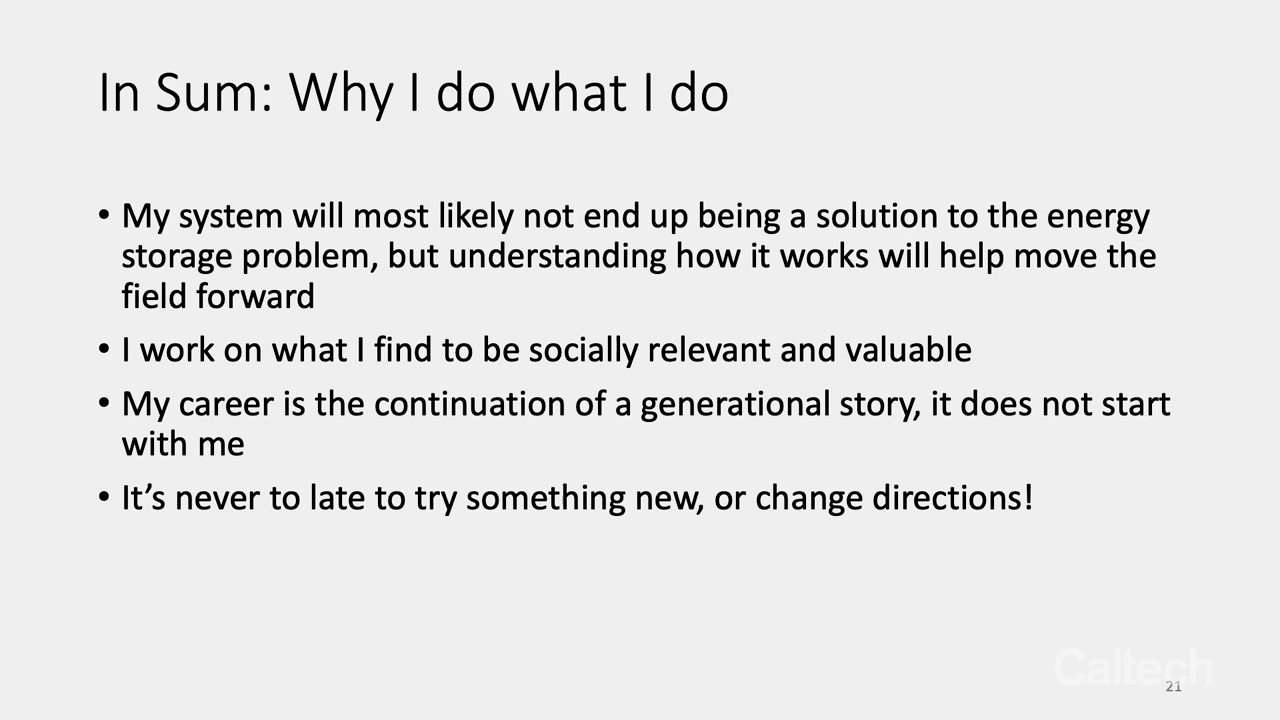 In Sum: Why I do what I do
• My system will most likely not end up being a solution to the energy
storage problem, but understanding how it works will help move the
field forward
• I work on what I find to be socially relevant and valuable
• My career is the continuation of a generational story, it does not start
with me
• It’s never to late to try something new, or change directions!
Caltech
21